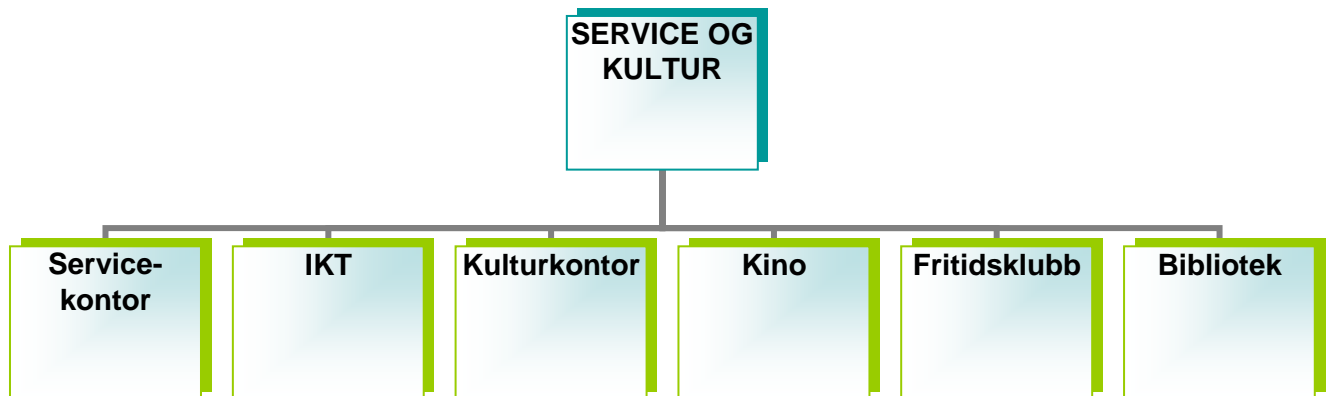 SERVICE OG
KULTUR
Service-
kontor
IKT
Kulturkontor
Kino
Fritidsklubb
Bibliotek